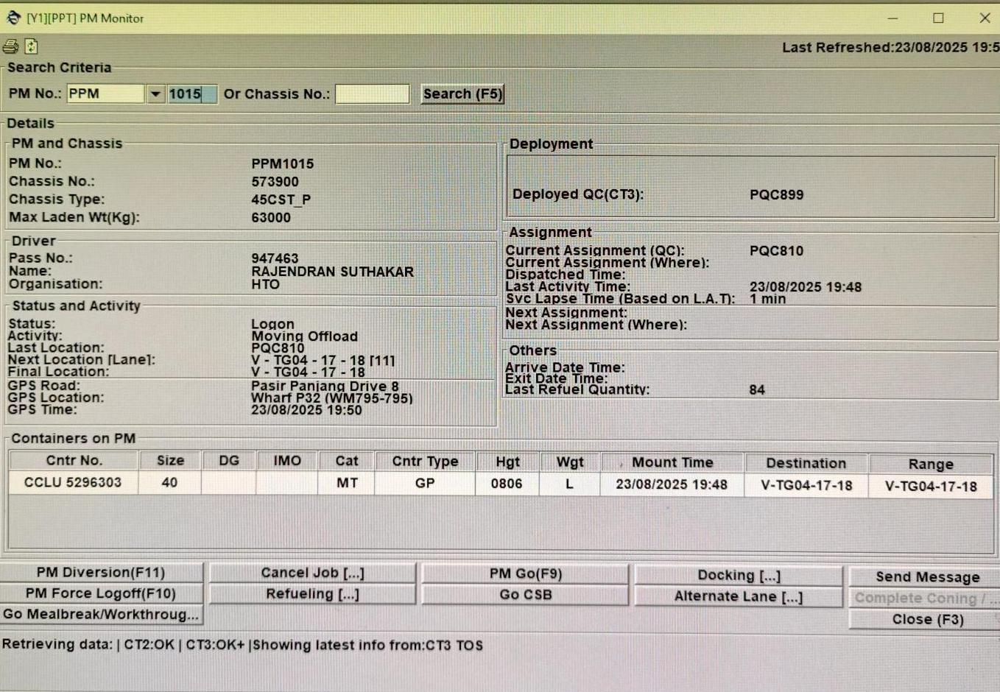 [Y1][PPT] PM Monitor
Last Refreshed:23/08/2025 19:5
Search Criteria
PM No.: PPM 1015 Or Chassis No.: Search (F5)
Details
PM and Chassis
PM No.: PPM1015
Chassis No.: 573900
Chassis Type: 45CST_P
Max Laden Wt(Kg): 63000
Driver
Pass No.: 947463
Name: RAJENDRAN SUTHAKAR
Organisation: HTO
Status and Activity
Status: Logon
Activity: Moving Offload
Last Location: PQC810
Next Location [Lane]: V - TG04 - 17 - 18 [11]
Final Location: V - TG04 - 17 - 18
GPS Road: Pasir Panjang Drive 8
GPS Location: Wharf P32 (WM795-795)
GPS Time: 23/08/2025 19:50
Deployment
Deployed QC(CT3): PQC899
Assignment
Current Assignment (QC): PQC810
Current Assignment (Where):
Dispatched Time:
Last Activity Time: 23/08/2025 19:48
Svc Lapse Time (Based on L.A.T): 1 min
Next Assignment:
Next Assignment (Where):
Others
Arrive Date Time:
Exit Date Time:
Last Refuel Quantity: 84
Containers on PM
Cntr No. Size DG IMO Cat Cntr Type Hgt Wgt Mount Time Destination Range
CCLU 5296303 40 MT GP 0806 L 23/08/2025 19:48 V-TG04-17-18 V-TG04-17-18
PM Diversion(F11) Cancel Job [...] PM Go(F9) Docking [...] Send Message
PM Force Logoff(F10) Refueling [...] Go CSB Alternate Lane [...] Complete Coning / ...
Go Mealbreak/Workthroug... Close (F3)
Retrieving data: | CT2:OK | CT3:OK+ |Showing latest info from:CT3 TOS